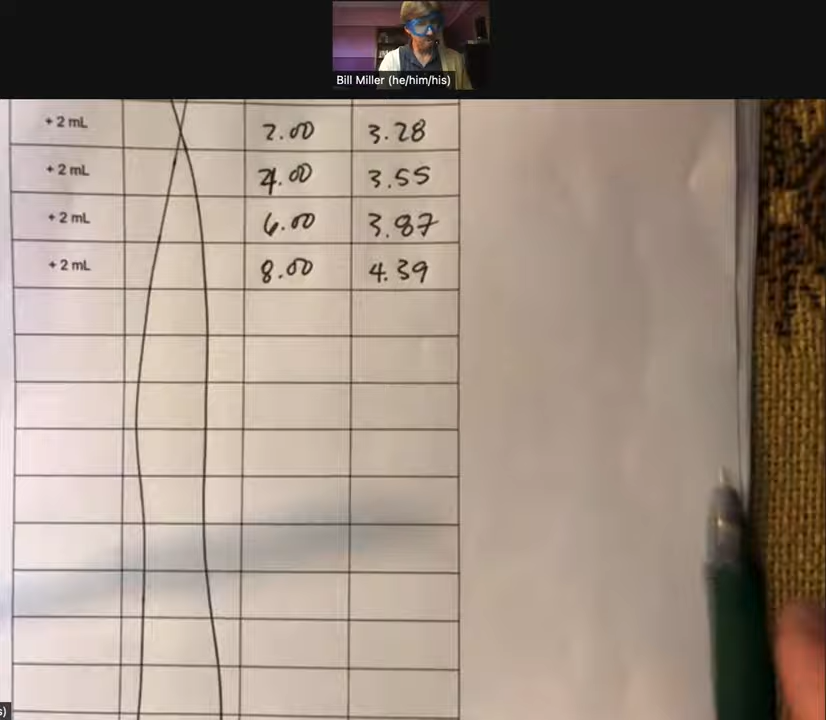 Bill Miller (he/him/his)
+ 2 mL 2.00 3.28
+ 2 mL 4.00 3.55
+ 2 mL 6.00 3.87
+ 2 mL 8.00 4.39
s)